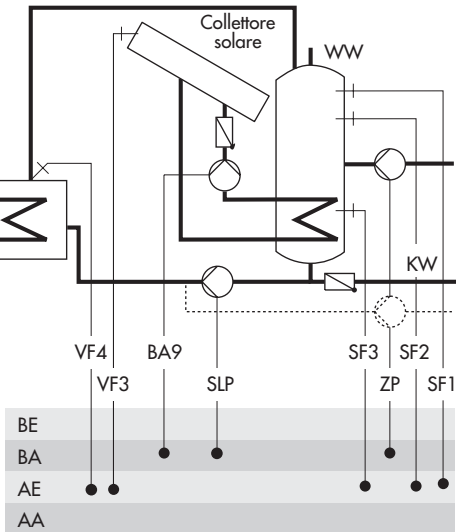 Collettore
solare
WW
KW
VF4 BA9 SF3 SF2
VF3 SLP ZP SF1
BE
BA
AE
AA